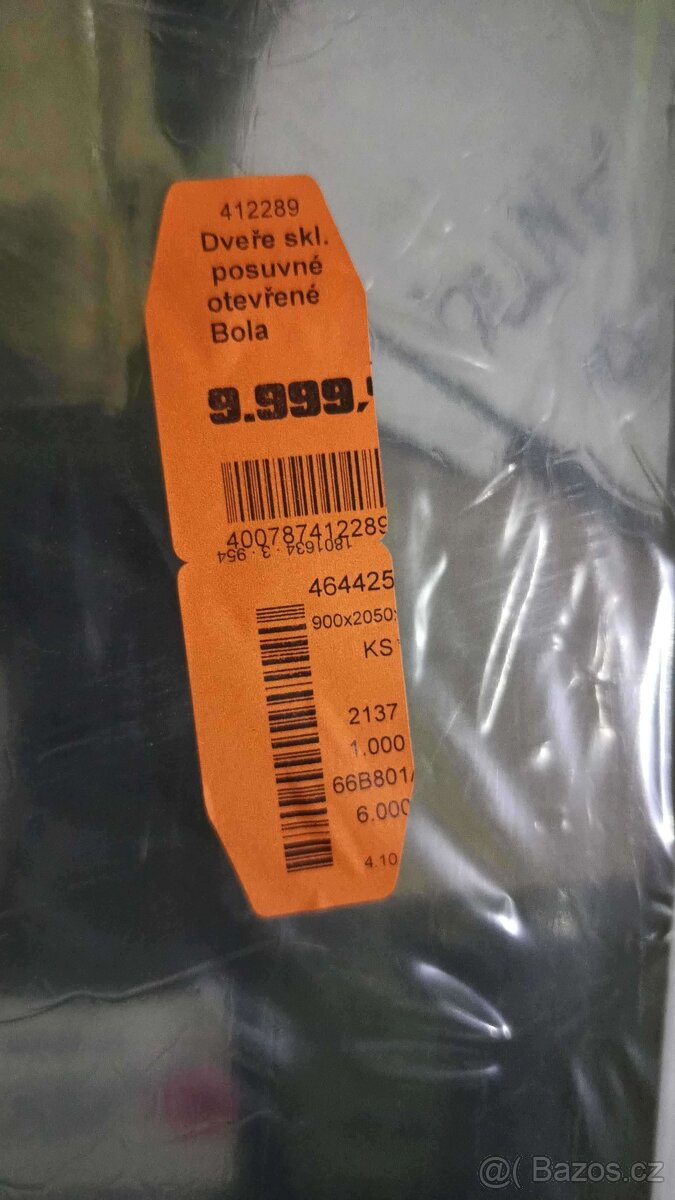 412289
Dveře skl.
posuvné
otevřené
Bola
9.999,
400787412289
1801634 · 3 · 954
464425
900x2050
KS
2137
1.000
66B801/
6.000
4.10
@ Bazos.cz